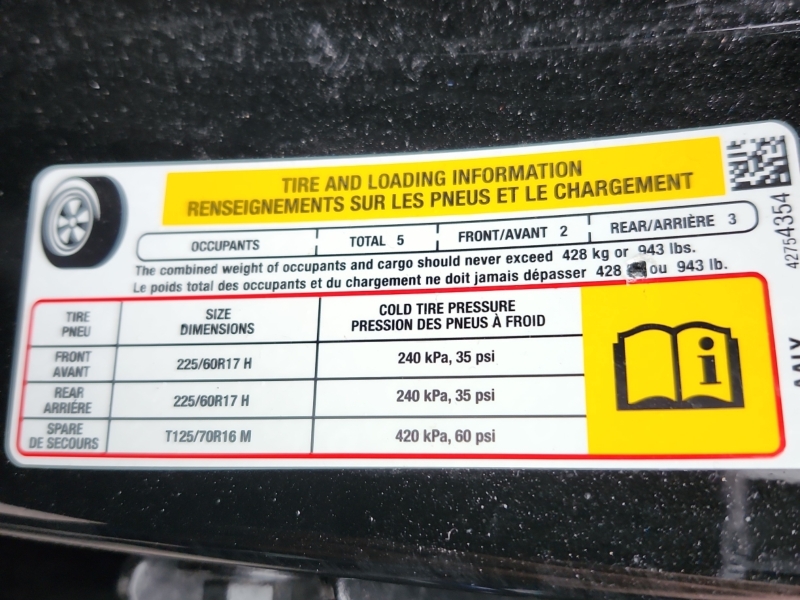 TIRE AND LOADING INFORMATION
RENSEIGNEMENTS SUR LES PNEUS ET LE CHARGEMENT
OCCUPANTS TOTAL 5 FRONT/AVANT 2 REAR/ARRIÈRE 3
The combined weight of occupants and cargo should never exceed 428 kg or 943 lbs.
Le poids total des occupants et du chargement ne doit jamais dépasser 428 ou 943 lb.
TIRE SIZE COLD TIRE PRESSURE
PNEU DIMENSIONS PRESSION DES PNEUS À FROID
FRONT
AVANT 225/60R17 H 240 kPa, 35 psi
REAR
ARRIÈRE 225/60R17 H 240 kPa, 35 psi
SPARE
DE SECOURS T125/70R16 M 420 kPa, 60 psi
i
42754354